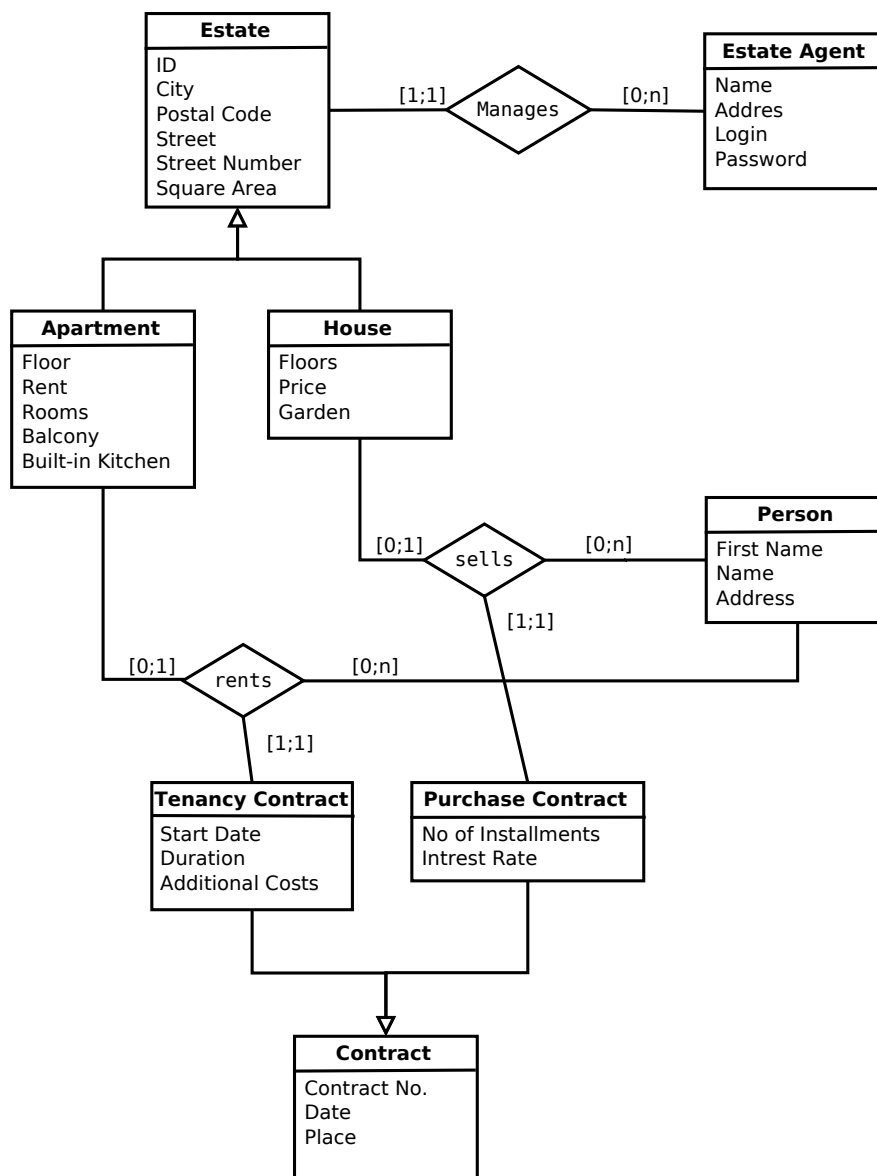 Estate
ID
City
Postal Code
Street
Street Number
Square Area
[1;1]
Manages
[0;n]
Estate Agent
Name
Addres
Login
Password
Apartment
Floor
Rent
Rooms
Balcony
Built-in Kitchen
House
Floors
Price
Garden
[0;1]
sells
[0;n]
[1;1]
Person
First Name
Name
Address
[0;1]
rents
[0;n]
[1;1]
Tenancy Contract
Start Date
Duration
Additional Costs
Purchase Contract
No of Installments
Intrest Rate
Contract
Contract No.
Date
Place